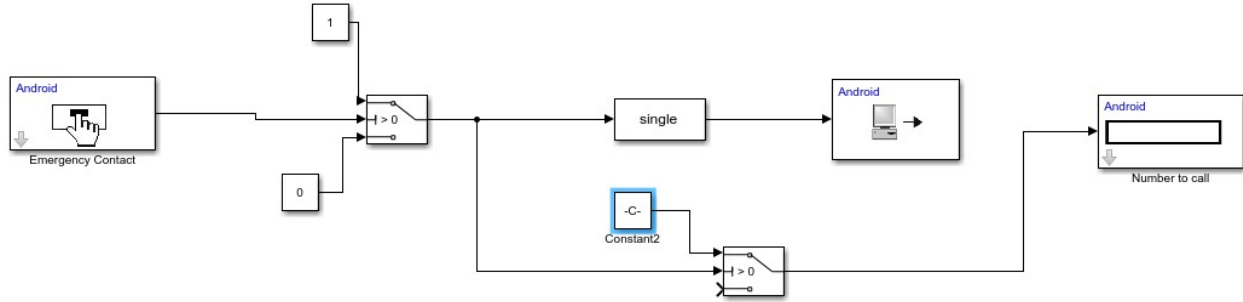 1
Android
Emergency Contact
> 0
0
single
Android
-C-
Constant2
> 0
Android
Number to call